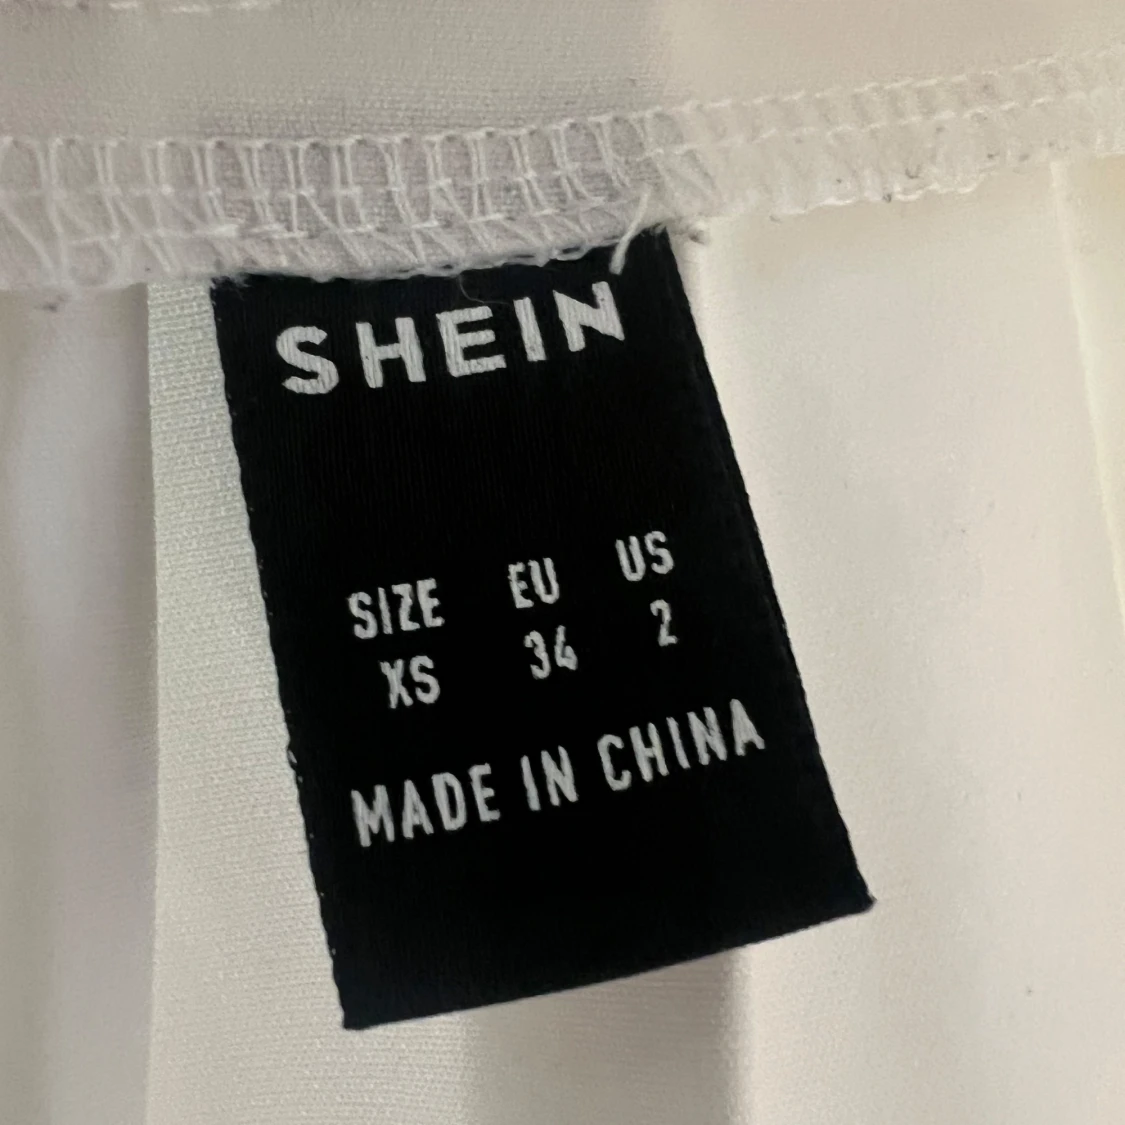 SHEIN
SIZE EU US
XS 34 2
MADE IN CHINA